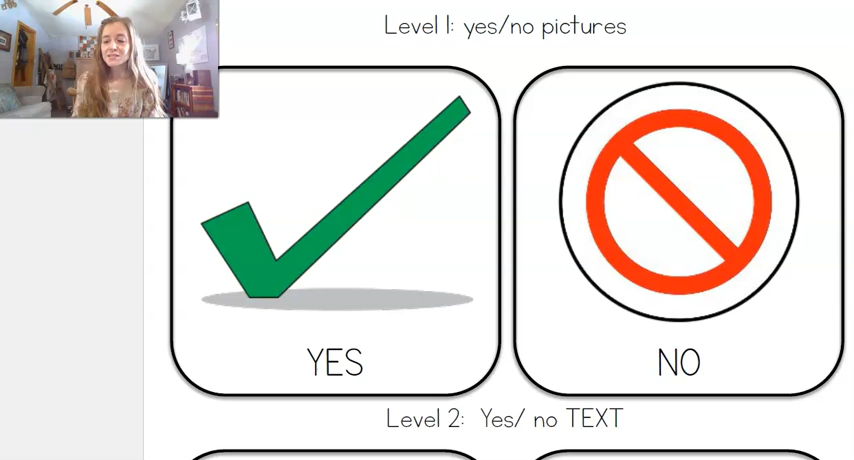 Level 1: yes/no pictures
YES
NO
Level 2: Yes/ no TEXT